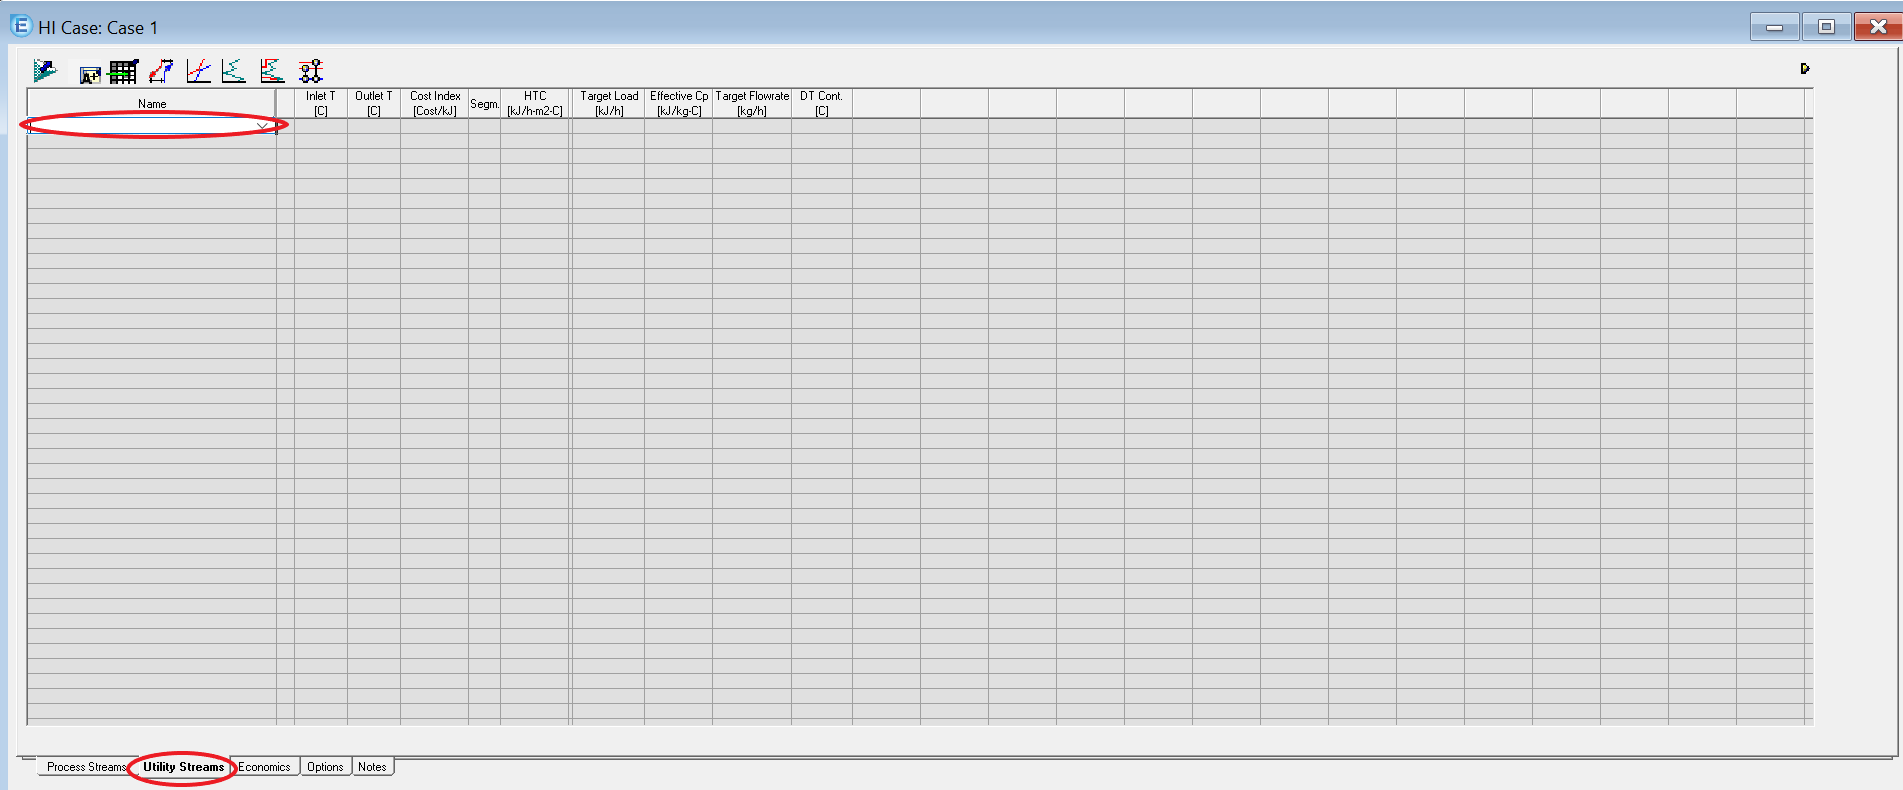 E HI Case: Case 1
A+
Name Inlet T [C] Outlet T [C] Cost Index [Cost/kJ] Segm. HTC [kJ/h-m2-C] Target Load [kJ/h] Effective Cp [kJ/kg-C] Target Flowrate [kg/h] DT Cont. [C]
Process Streams Utility Streams Economics Options Notes